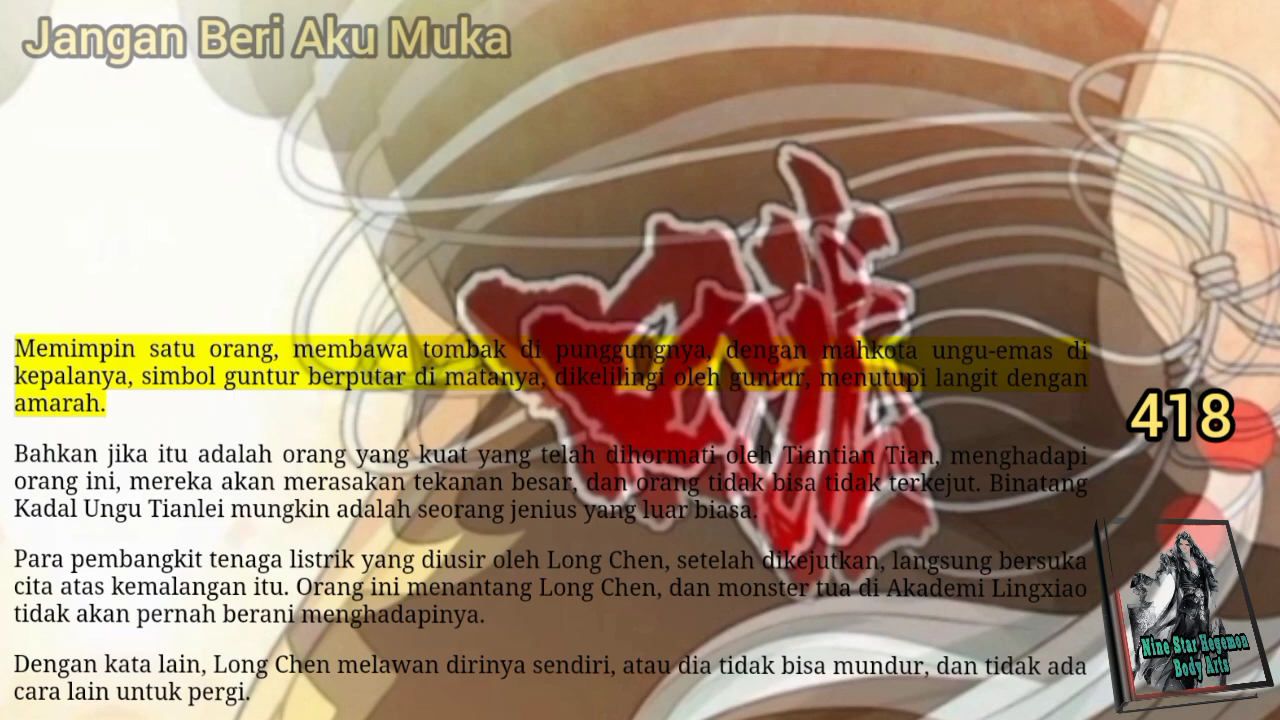 Jangan Beri Aku Muka
Memimpin satu orang, membawa tombak di punggungnya, dengan mahkota ungu-emas di
kepalanya, simbol guntur berputar di matanya, dikelilingi oleh guntur, menutupi langit dengan
amarah.
Bahkan jika itu adalah orang yang kuat yang telah dihormati oleh Tiantian Tian, menghadapi
orang ini, mereka akan merasakan tekanan besar, dan orang tidak bisa tidak terkejut. Binatang
Kadal Ungu Tianlei mungkin adalah seorang jenius yang luar biasa.
Para pembangkit tenaga listrik yang diusir oleh Long Chen, setelah dikejutkan, langsung bersuka
cita atas kemalangan itu. Orang ini menantang Long Chen, dan monster tua di Akademi Lingxiao
tidak akan pernah berani menghadapinya.
Dengan kata lain, Long Chen melawan dirinya sendiri, atau dia tidak bisa mundur, dan tidak ada
cara lain untuk pergi.
418
Nine Star Hegemon
Body Arts